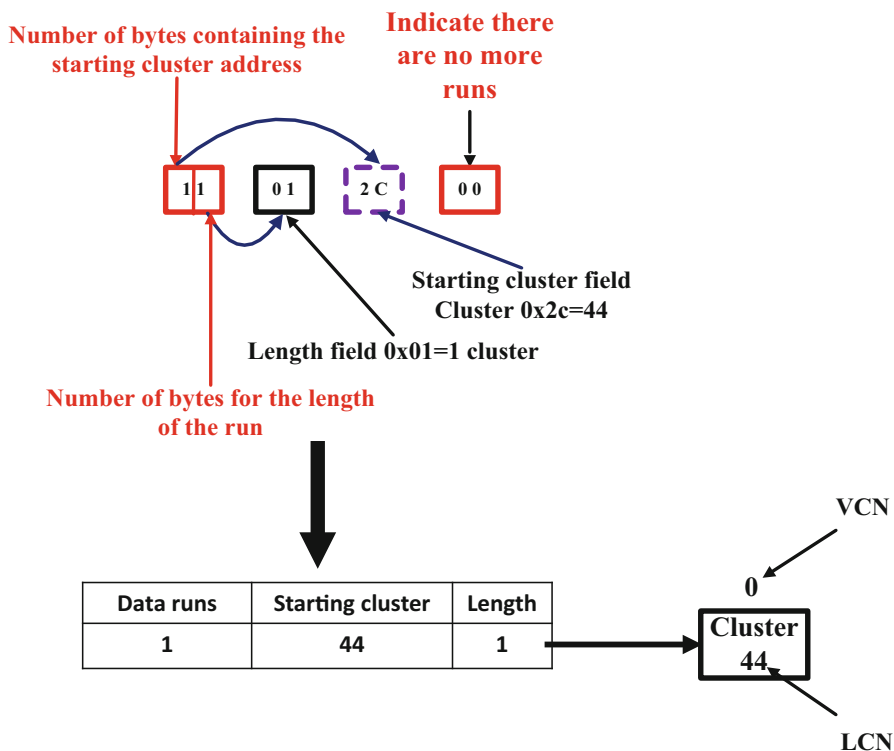 Number of bytes containing the
starting cluster address
Indicate there
are no more
runs
1 1
0 1
2 C
0 0
Starting cluster field
Cluster 0x2c=44
Length field 0x01=1 cluster
Number of bytes for the length
of the run
VCN
0
Data runs Starting cluster Length
1 44 1
Cluster
44
LCN